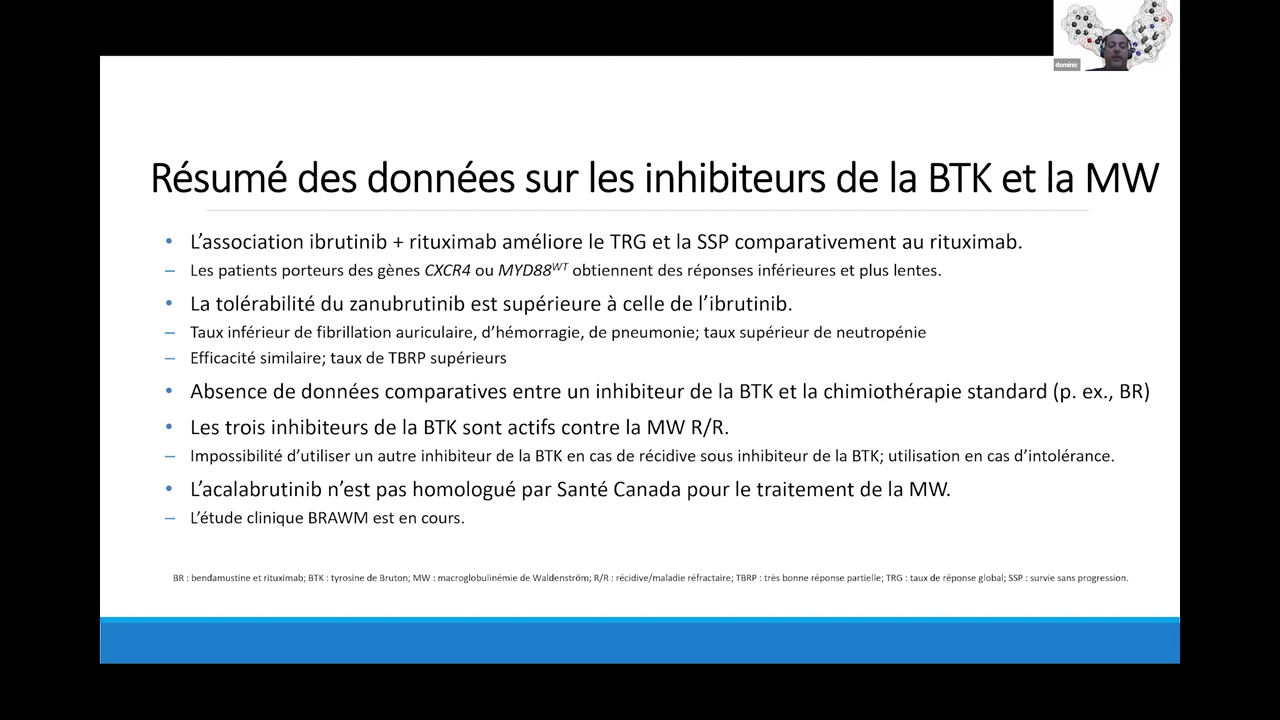 dominic
Résumé des données sur les inhibiteurs de la BTK et la MW
• L’association ibrutinib + rituximab améliore le TRG et la SSP comparativement au rituximab.
– Les patients porteurs des gènes CXCR4 ou MYD88WT obtiennent des réponses inférieures et plus lentes.
• La tolérabilité du zanubrutinib est supérieure à celle de l’ibrutinib.
– Taux inférieur de fibrillation auriculaire, d’hémorragie, de pneumonie; taux supérieur de neutropénie
– Efficacité similaire; taux de TBRP supérieurs
• Absence de données comparatives entre un inhibiteur de la BTK et la chimiothérapie standard (p. ex., BR)
• Les trois inhibiteurs de la BTK sont actifs contre la MW R/R.
– Impossibilité d’utiliser un autre inhibiteur de la BTK en cas de récidive sous inhibiteur de la BTK; utilisation en cas d’intolérance.
• L’acalabrutinib n’est pas homologué par Santé Canada pour le traitement de la MW.
– L’étude clinique BRAWM est en cours.
BR : bendamustine et rituximab; BTK : tyrosine de Bruton; MW : macroglobulinémie de Waldenström; R/R : récidive/maladie réfractaire; TBRP : très bonne réponse partielle; TRG : taux de réponse global; SSP : survie sans progression.